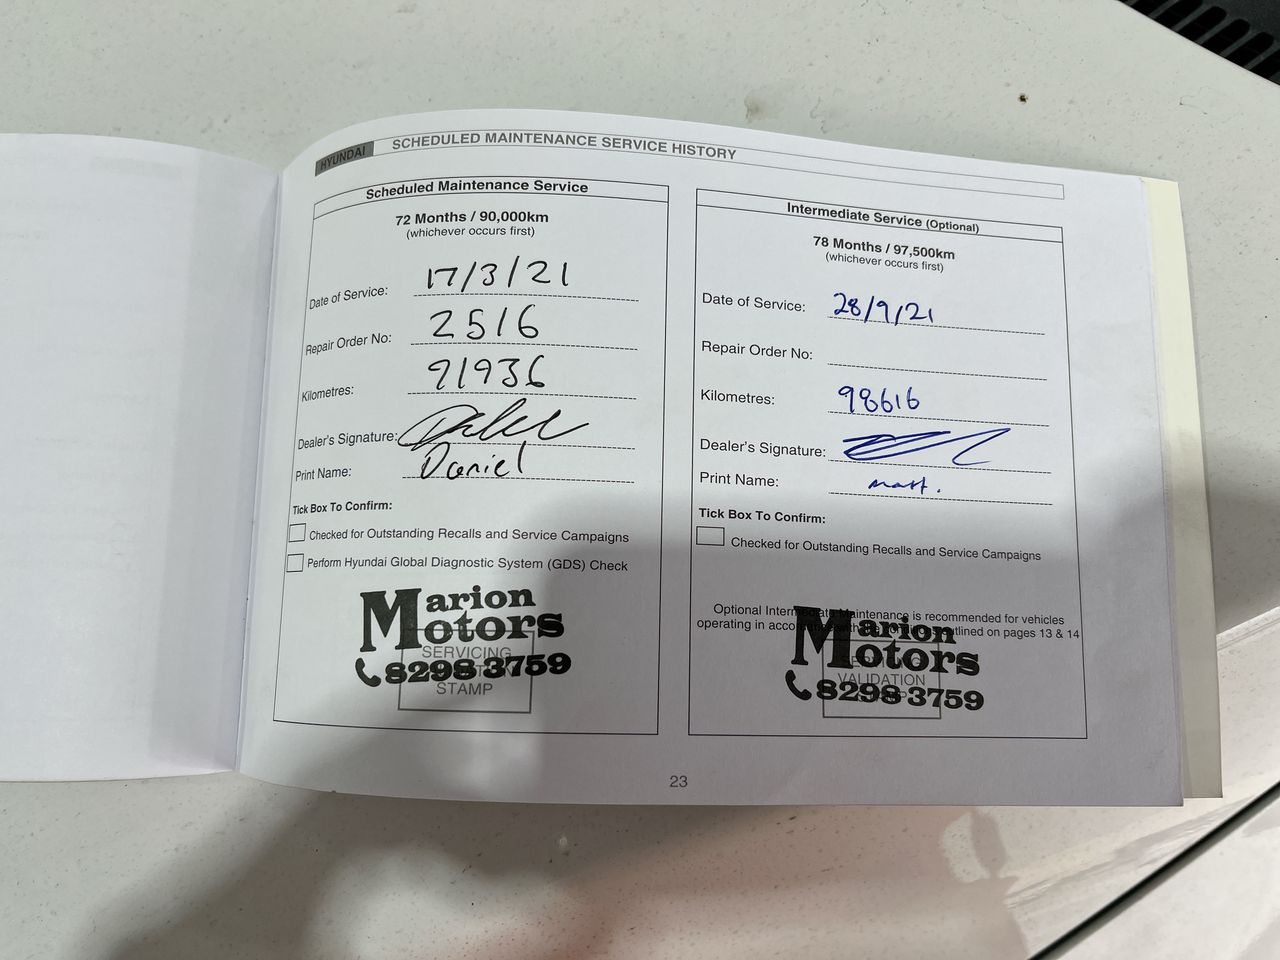 HYUNDAI SCHEDULED MAINTENANCE SERVICE HISTORY
Scheduled Maintenance Service
72 Months / 90,000km
(whichever occurs first)
Date of Service: 17/3/21
Repair Order No: 2516
Kilometres: 91936
Dealer's Signature:
Print Name: Daniel
Tick Box To Confirm:
Checked for Outstanding Recalls and Service Campaigns
Perform Hyundai Global Diagnostic System (GDS) Check
Marion
Motors
SERVICING
8298 3759
STAMP
Intermediate Service (Optional)
78 Months / 97,500km
(whichever occurs first)
Date of Service: 28/9/21
Repair Order No:
Kilometres: 98616
Dealer's Signature:
Print Name: Matt.
Tick Box To Confirm:
Checked for Outstanding Recalls and Service Campaigns
Optional Intermediate Maintenance is recommended for vehicles
operating in outlined on pages 13 & 14
Marion
Motors
VALIDATION
8298 3759
23